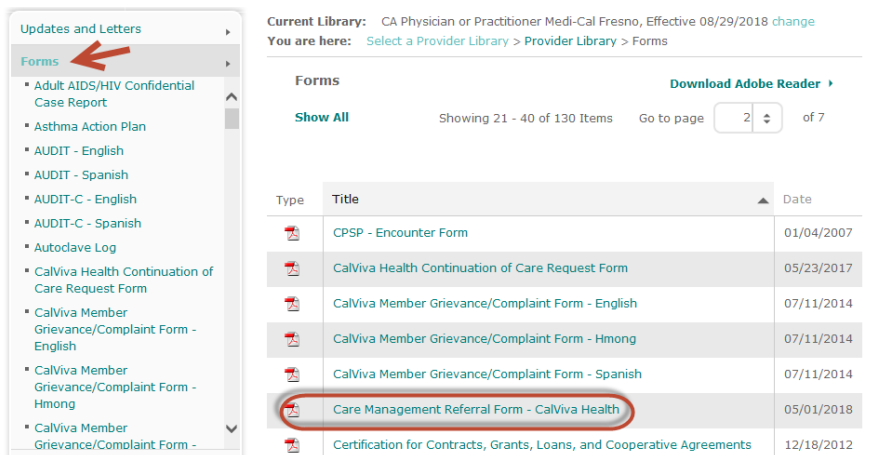 Updates and Letters
Forms
Adult AIDS/HIV Confidential
Case Report
Asthma Action Plan
AUDIT - English
AUDIT - Spanish
AUDIT-C - English
AUDIT-C - Spanish
Autoclave Log
CalViva Health Continuation of
Care Request Form
CalViva Member
Grievance/Complaint Form -
English
CalViva Member
Grievance/Complaint Form -
Hmong
CalViva Member
Grievance/Complaint Form -
Current Library: CA Physician or Practitioner Medi-Cal Fresno, Effective 08/29/2018 change
You are here: Select a Provider Library > Provider Library > Forms
Forms
Download Adobe Reader
Show All Showing 21 - 40 of 130 Items Go to page 2 of 7
Type Title Date
CPSP - Encounter Form 01/04/2007
CalViva Health Continuation of Care Request Form 05/23/2017
CalViva Member Grievance/Complaint Form - English 07/11/2014
CalViva Member Grievance/Complaint Form - Hmong 07/11/2014
CalViva Member Grievance/Complaint Form - Spanish 07/11/2014
Care Management Referral Form - CalViva Health 05/01/2018
Certification for Contracts, Grants, Loans, and Cooperative Agreements 12/18/2012